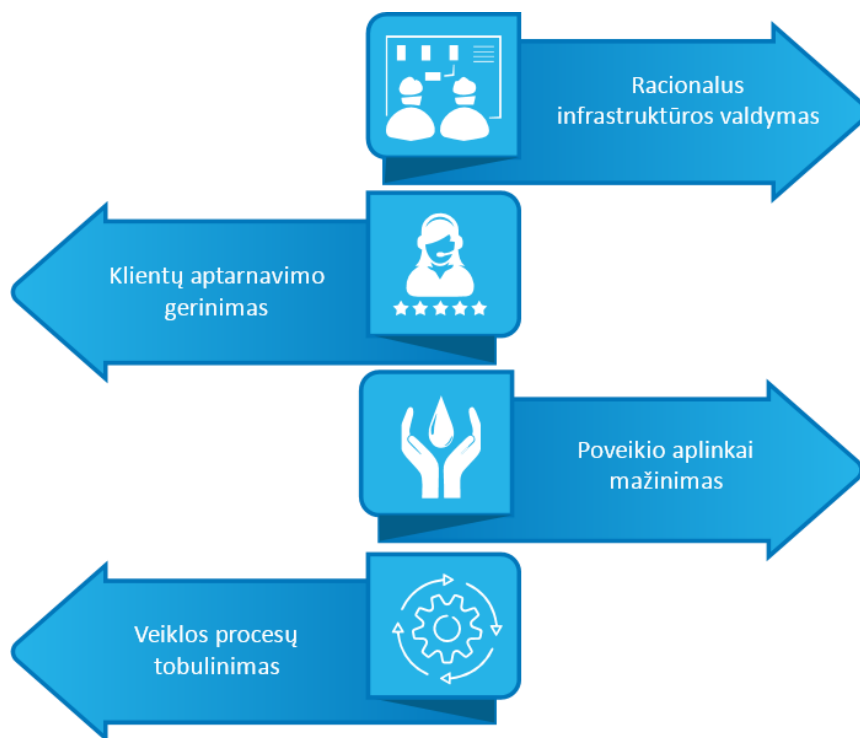 Racionalus
infrastruktūros valdymas
Klientų aptarnavimo
gerinimas
Poveikio aplinkai
mažinimas
Veiklos procesų
tobulinimas